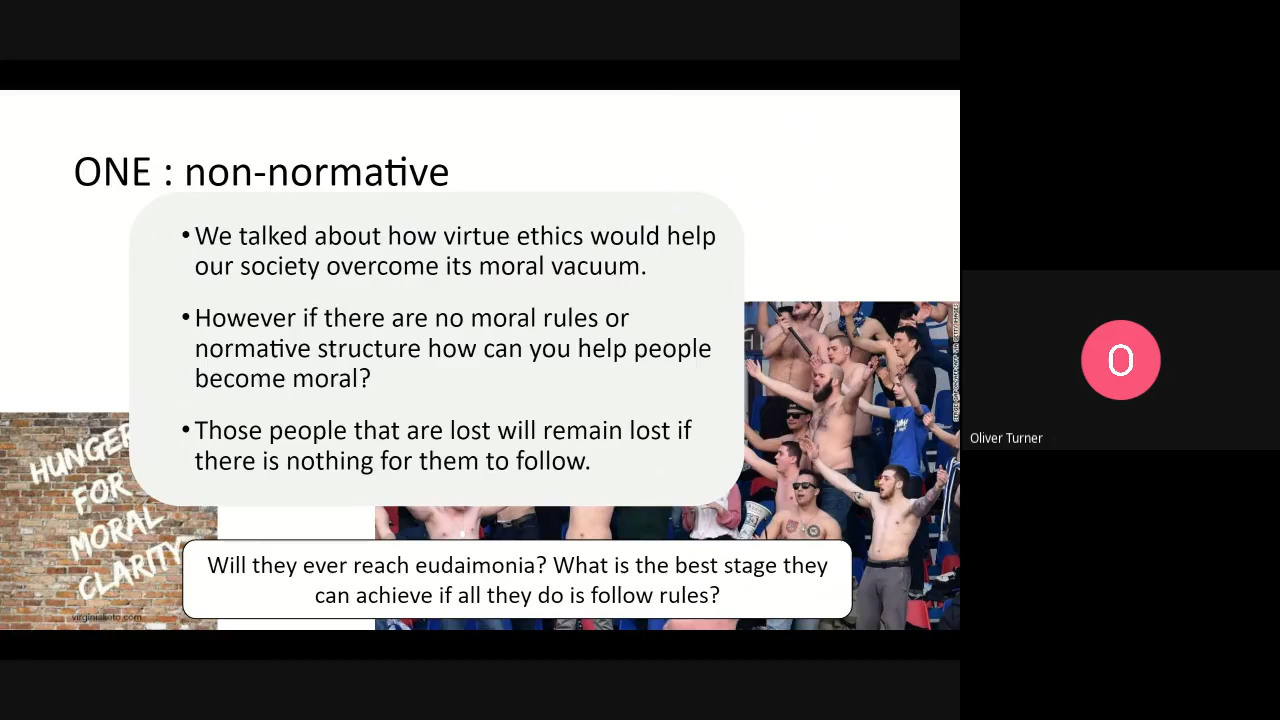 ONE : non-normative
•We talked about how virtue ethics would help
our society overcome its moral vacuum.
•However if there are no moral rules or
normative structure how can you help people
become moral?
•Those people that are lost will remain lost if
there is nothing for them to follow.
HUNGER
FOR
MORAL
CLARITY
Will they ever reach eudaimonia? What is the best stage they
can achieve if all they do is follow rules?
O
Oliver Turner